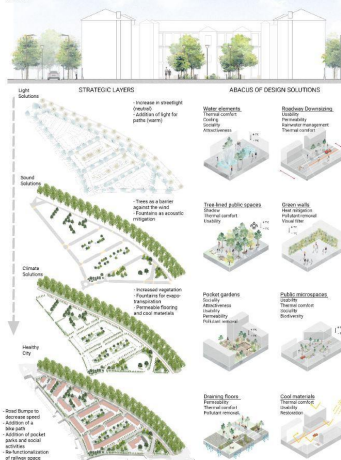 STRATEGIC LAYERS
ABACUS OF DESIGN SOLUTIONS
Light
Solutions
- Increase in streetlight
(neutral)
- Addition of light for
paths (warm)
Sound
Solutions
- Trees as a barrier
against the wind
- Fountains as acoustic
mitigation
Climate
Solutions
- Increased vegetation
- Fountains for evapo-
transpiration
- Permeable flooring
and cool materials
Healthy
City
- Road Bumps to
decrease speed
- Addition of a
bike path
- Addition of pocket
parks and social
activities
- Re-functionalization
of railway space
Water elements
Thermal comfort
Cooling
Sociality
Attractiveness
Roadway Downsizing
Usability
Permeability
Rainwater management
Thermal comfort
Tree-lined public spaces
Shadow
Thermal comfort
Usability
Green walls
Heat mitigation
Pollutant removal
Visual filter
Pocket gardens
Sociality
Attractiveness
Usability
Permeability
Pollutant removal
Public microspaces
Usability
Thermal comfort
Sociality
Biodiversity
Draining floors
Permeability
Thermal comfort
Pollutant removal
Cool materials
Thermal comfort
Usability
Restoration